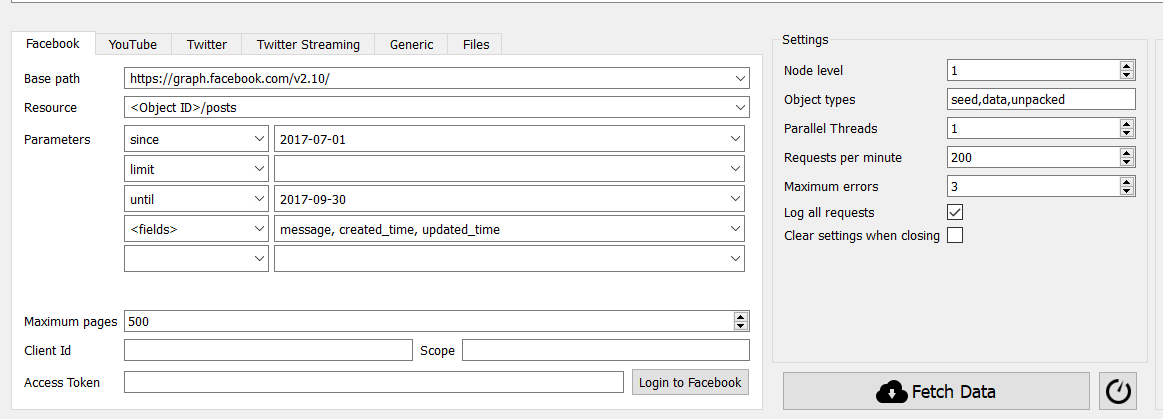 Facebook YouTube Twitter Twitter Streaming Generic Files
Base path https://graph.facebook.com/v2.10/
Resource <Object ID>/posts
Parameters since 2017-07-01
limit
until 2017-09-30
<fields> message, created_time, updated_time
Maximum pages 500
Client Id Scope
Access Token Login to Facebook
Settings
Node level 1
Object types seed,data,unpacked
Parallel Threads 1
Requests per minute 200
Maximum errors 3
Log all requests
Clear settings when closing
Fetch Data